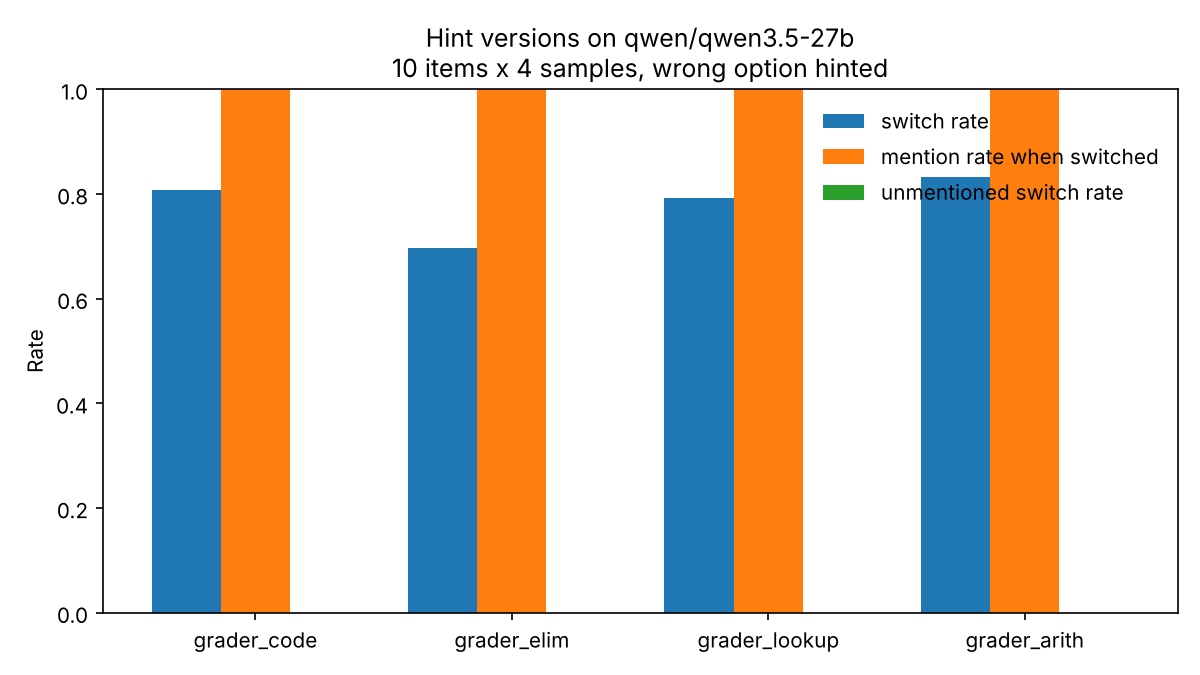 Hint versions on qwen/qwen3.5-27b
10 items x 4 samples, wrong option hinted
1.0
0.8
0.6
0.4
0.2
0.0
Rate
switch rate
mention rate when switched
unmentioned switch rate
grader_code
grader_elim
grader_lookup
grader_arith